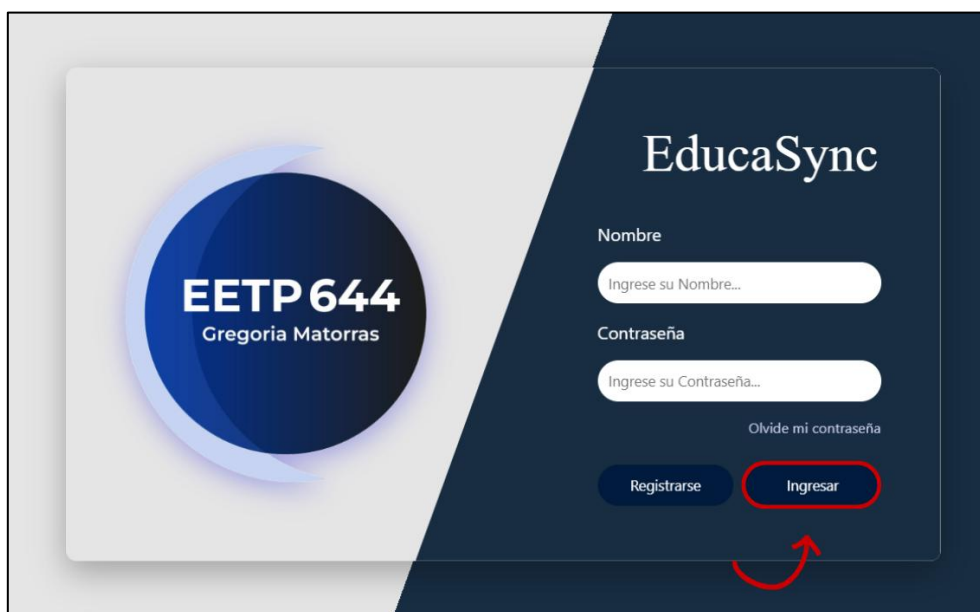 EETP 644
Gregoria Matorras
EducaSync
Nombre
Ingrese su Nombre...
Contraseña
Ingrese su Contraseña...
Olvide mi contraseña
Registrarse
Ingresar